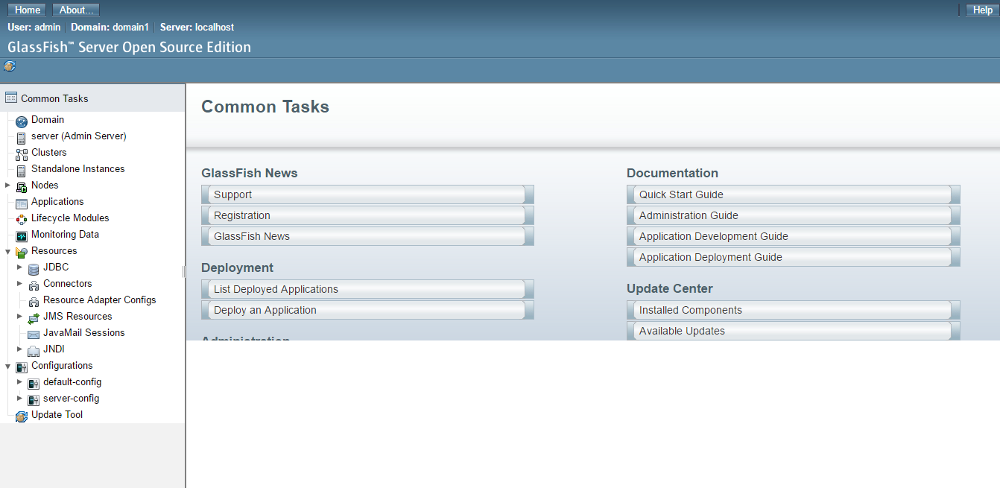 Home About... Help
User: admin Domain: domain1 Server: localhost
GlassFish™ Server Open Source Edition
Common Tasks
Domain
server (Admin Server)
Clusters
Standalone Instances
Nodes
Applications
Lifecycle Modules
Monitoring Data
Resources
JDBC
Connectors
Resource Adapter Configs
JMS Resources
JavaMail Sessions
JNDI
Configurations
default-config
server-config
Update Tool
Common Tasks
GlassFish News
Support
Registration
GlassFish News
Deployment
List Deployed Applications
Deploy an Application
Administration
Documentation
Quick Start Guide
Administration Guide
Application Development Guide
Application Deployment Guide
Update Center
Installed Components
Available Updates